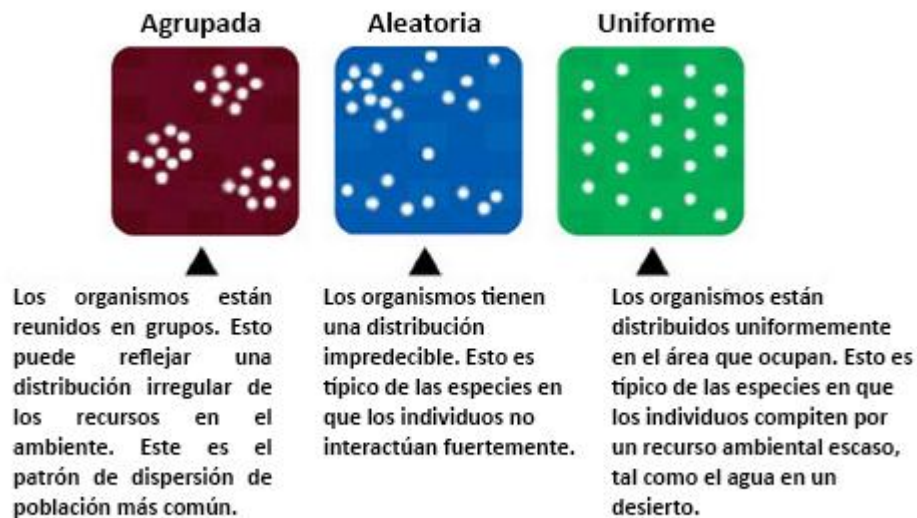 Agrupada
Aleatoria
Uniforme
Los organismos están
reunidos en grupos. Esto
puede reflejar una
distribución irregular de
los recursos en el
ambiente. Este es el
patrón de dispersión de
población más común.
Los organismos tienen
una distribución
impredecible. Esto es
típico de las especies en
que los individuos no
interactúan fuertemente.
Los organismos están
distribuidos uniformemente
en el área que ocupan. Esto es
típico de las especies en que
los individuos compiten por
un recurso ambiental escaso,
tal como el agua en un
desierto.